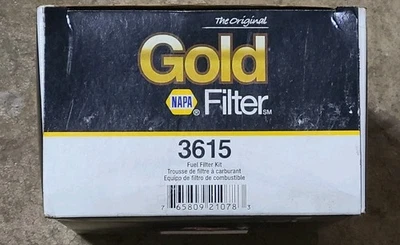 The Original
Gold
NAPA® Filter SM
3615
Fuel Filter Kit
Trousse de filtre à carburant
Equipo de filtro de combustible
7 65809 21078 3